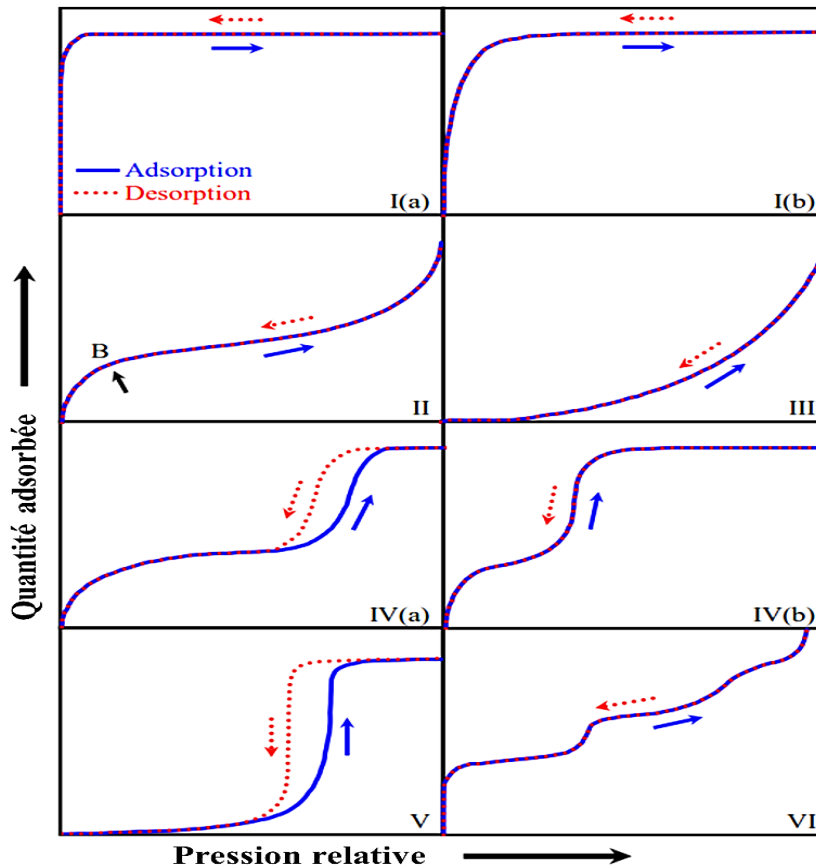 Adsorption
Desorption
I(a)
I(b)
B
II
III
IV(a)
IV(b)
V
VI
Quantité adsorbée
Pression relative